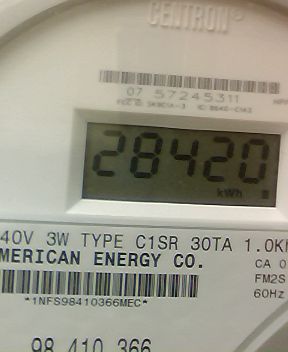 CENTRON®
07 57245311
28420
kWh
40V 3W TYPE C1SR 30TA 1.0K
MERICAN ENERGY CO.
CA 0
FM2S
60Hz
*1NFS98410366MEC*
98 410 366